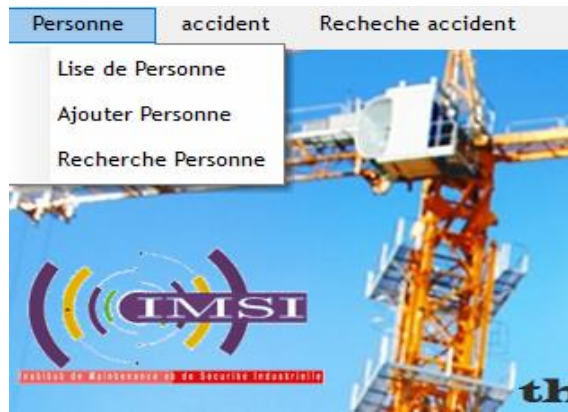 Personne accident Recheche accident
Lise de Personne
Ajouter Personne
Recherche Personne
IMSI
Institut de Maintenance et de Securite Industrielle
th